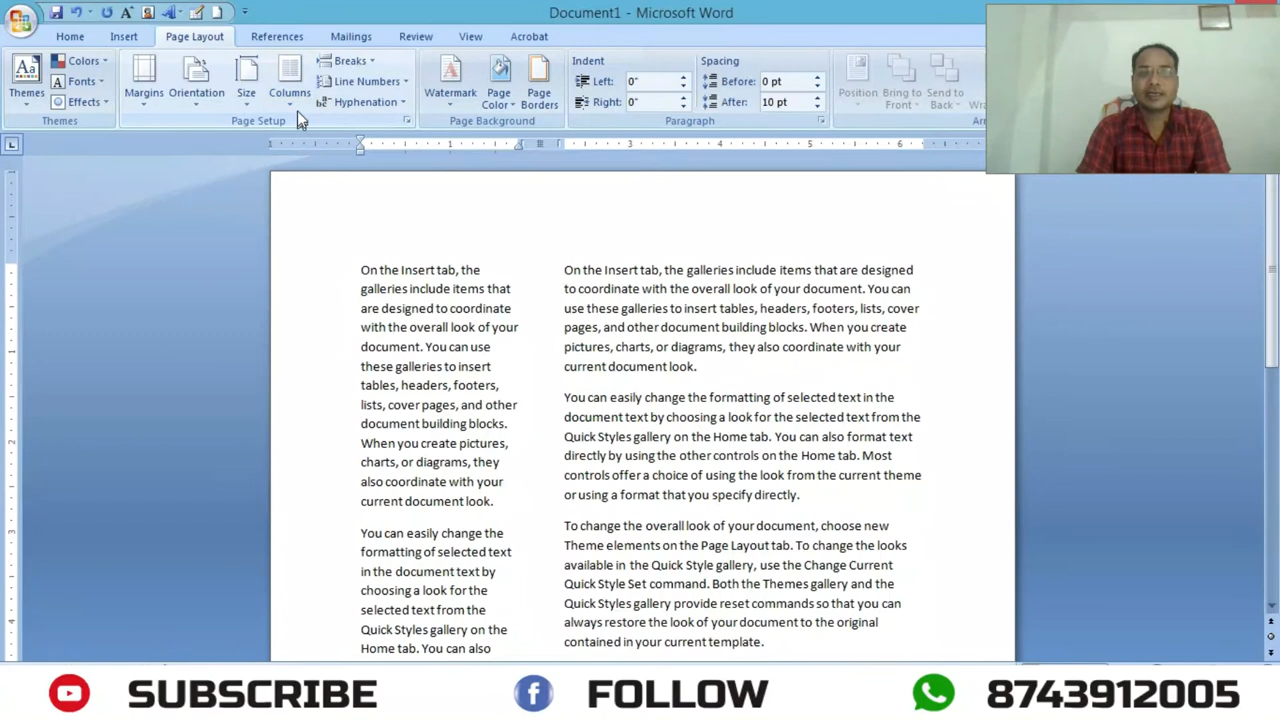 Document1 - Microsoft Word
Home Insert Page Layout References Mailings Review View Acrobat
Themes Colors Fonts Effects
Margins Orientation Size Columns Breaks Line Numbers Hyphenation
Watermark Page Color Page Borders
Indent Left: 0" Right: 0"
Spacing Before: 0 pt After: 10 pt
Position Bring to Front Send to Back
Themes Page Setup Page Background Paragraph
1 1 3 4 5 6
On the Insert tab, the
galleries include items that
are designed to coordinate
with the overall look of your
document. You can use
these galleries to insert
tables, headers, footers,
lists, cover pages, and other
document building blocks.
When you create pictures,
charts, or diagrams, they
also coordinate with your
current document look.
You can easily change the
formatting of selected text
in the document text by
choosing a look for the
selected text from the
Quick Styles gallery on the
Home tab. You can also
On the Insert tab, the galleries include items that are designed
to coordinate with the overall look of your document. You can
use these galleries to insert tables, headers, footers, lists, cover
pages, and other document building blocks. When you create
pictures, charts, or diagrams, they also coordinate with your
current document look.
You can easily change the formatting of selected text in the
document text by choosing a look for the selected text from the
Quick Styles gallery on the Home tab. You can also format text
directly by using the other controls on the Home tab. Most
controls offer a choice of using the look from the current theme
or using a format that you specify directly.
To change the overall look of your document, choose new
Theme elements on the Page Layout tab. To change the looks
available in the Quick Style gallery, use the Change Current
Quick Style Set command. Both the Themes gallery and the
Quick Styles gallery provide reset commands so that you can
always restore the look of your document to the original
contained in your current template.
SUBSCRIBE FOLLOW 8743912005